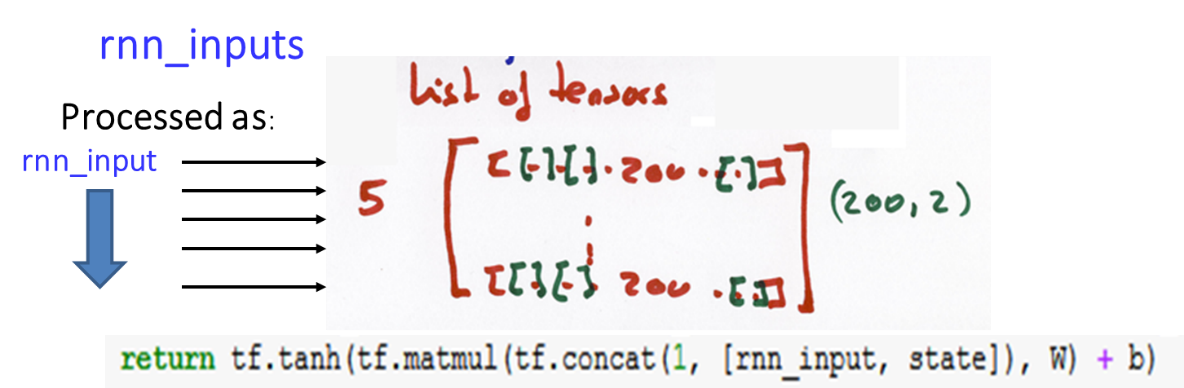 rnn_inputs
List of tensors
Processed as:
rnn_input
5 [ [[·][·]·200·[·]]
⋮
[[·][·] 200 ·[·]] ] (200, 2)
return tf.tanh(tf.matmul(tf.concat(1, [rnn_input, state]), W) + b)